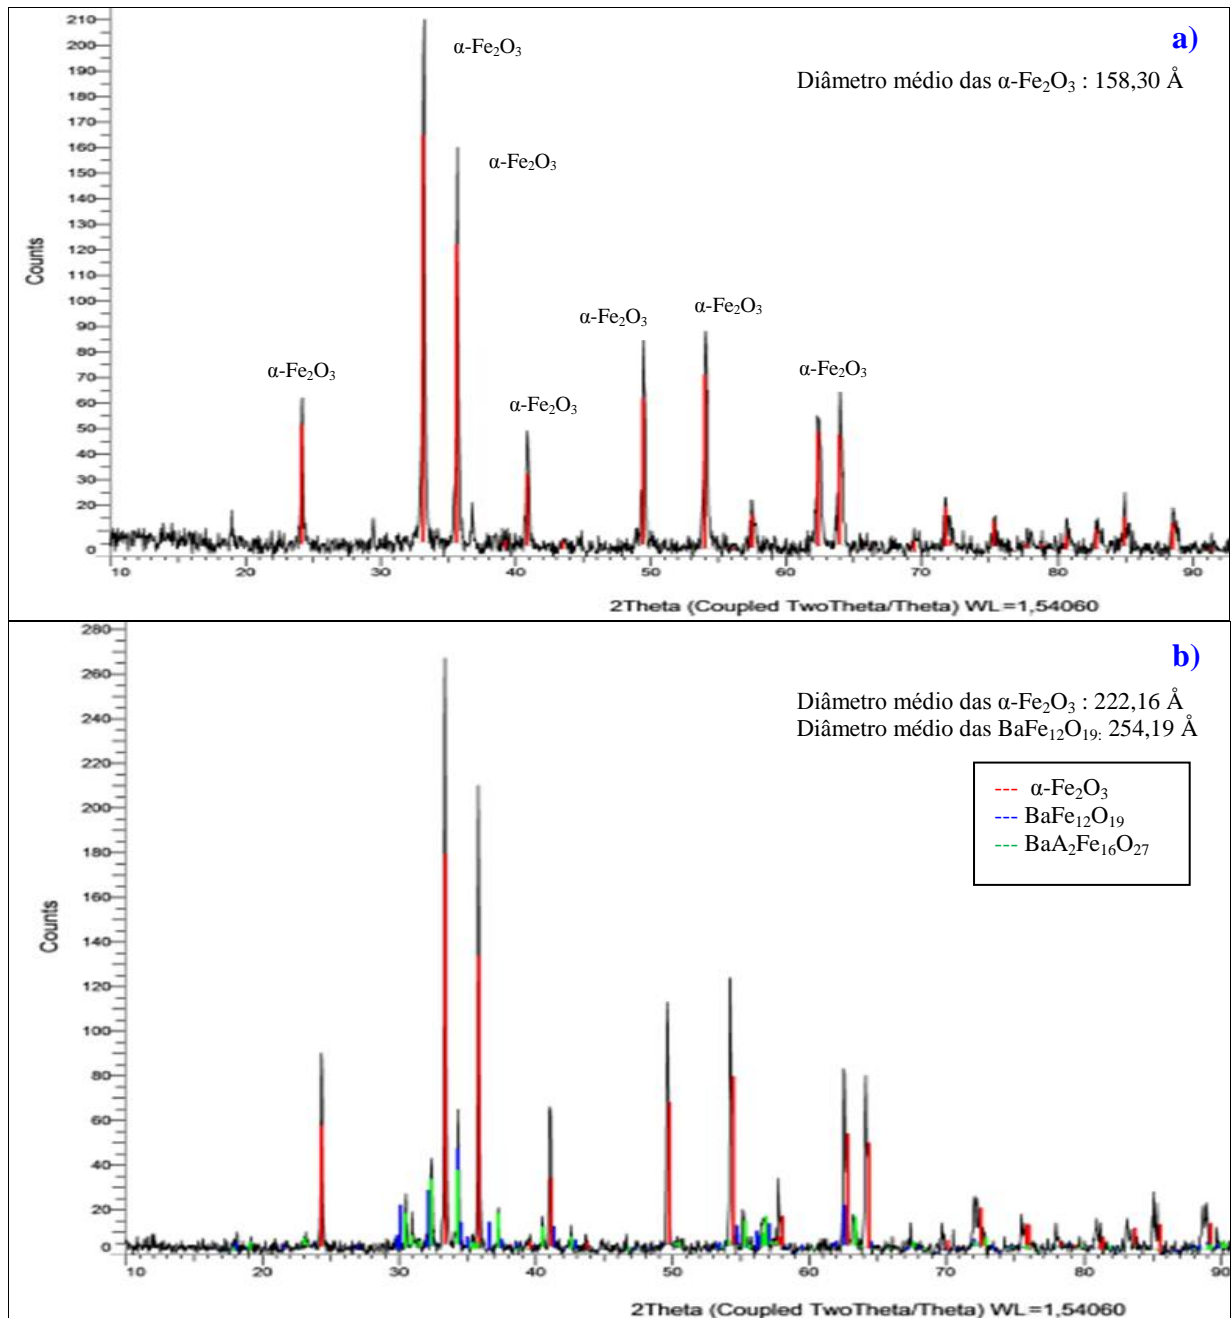 a)
Diâmetro médio das α-Fe₂O₃ : 158,30 Å
α-Fe₂O₃
α-Fe₂O₃
α-Fe₂O₃
α-Fe₂O₃
α-Fe₂O₃
α-Fe₂O₃
α-Fe₂O₃
Counts
210
200
190
180
170
160
150
140
130
120
110
100
90
80
70
60
50
40
30
20
0
10 20 30 40 50 60 70 80 90
2Theta (Coupled TwoTheta/Theta) WL=1,54060
b)
Diâmetro médio das α-Fe₂O₃ : 222,16 Å
Diâmetro médio das BaFe₁₂O₁₉: 254,19 Å
--- α-Fe₂O₃
--- BaFe₁₂O₁₉
--- BaA₂Fe₁₆O₂₇
Counts
280
260
240
220
200
180
160
140
120
100
80
60
40
20
0
10 20 30 40 50 60 70 80 90
2Theta (Coupled TwoTheta/Theta) WL=1,54060